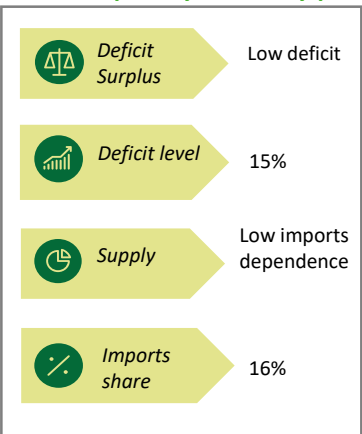 Deficit
Surplus
Low deficit
Deficit level
15%
Supply
Low imports
dependence
Imports
share
16%